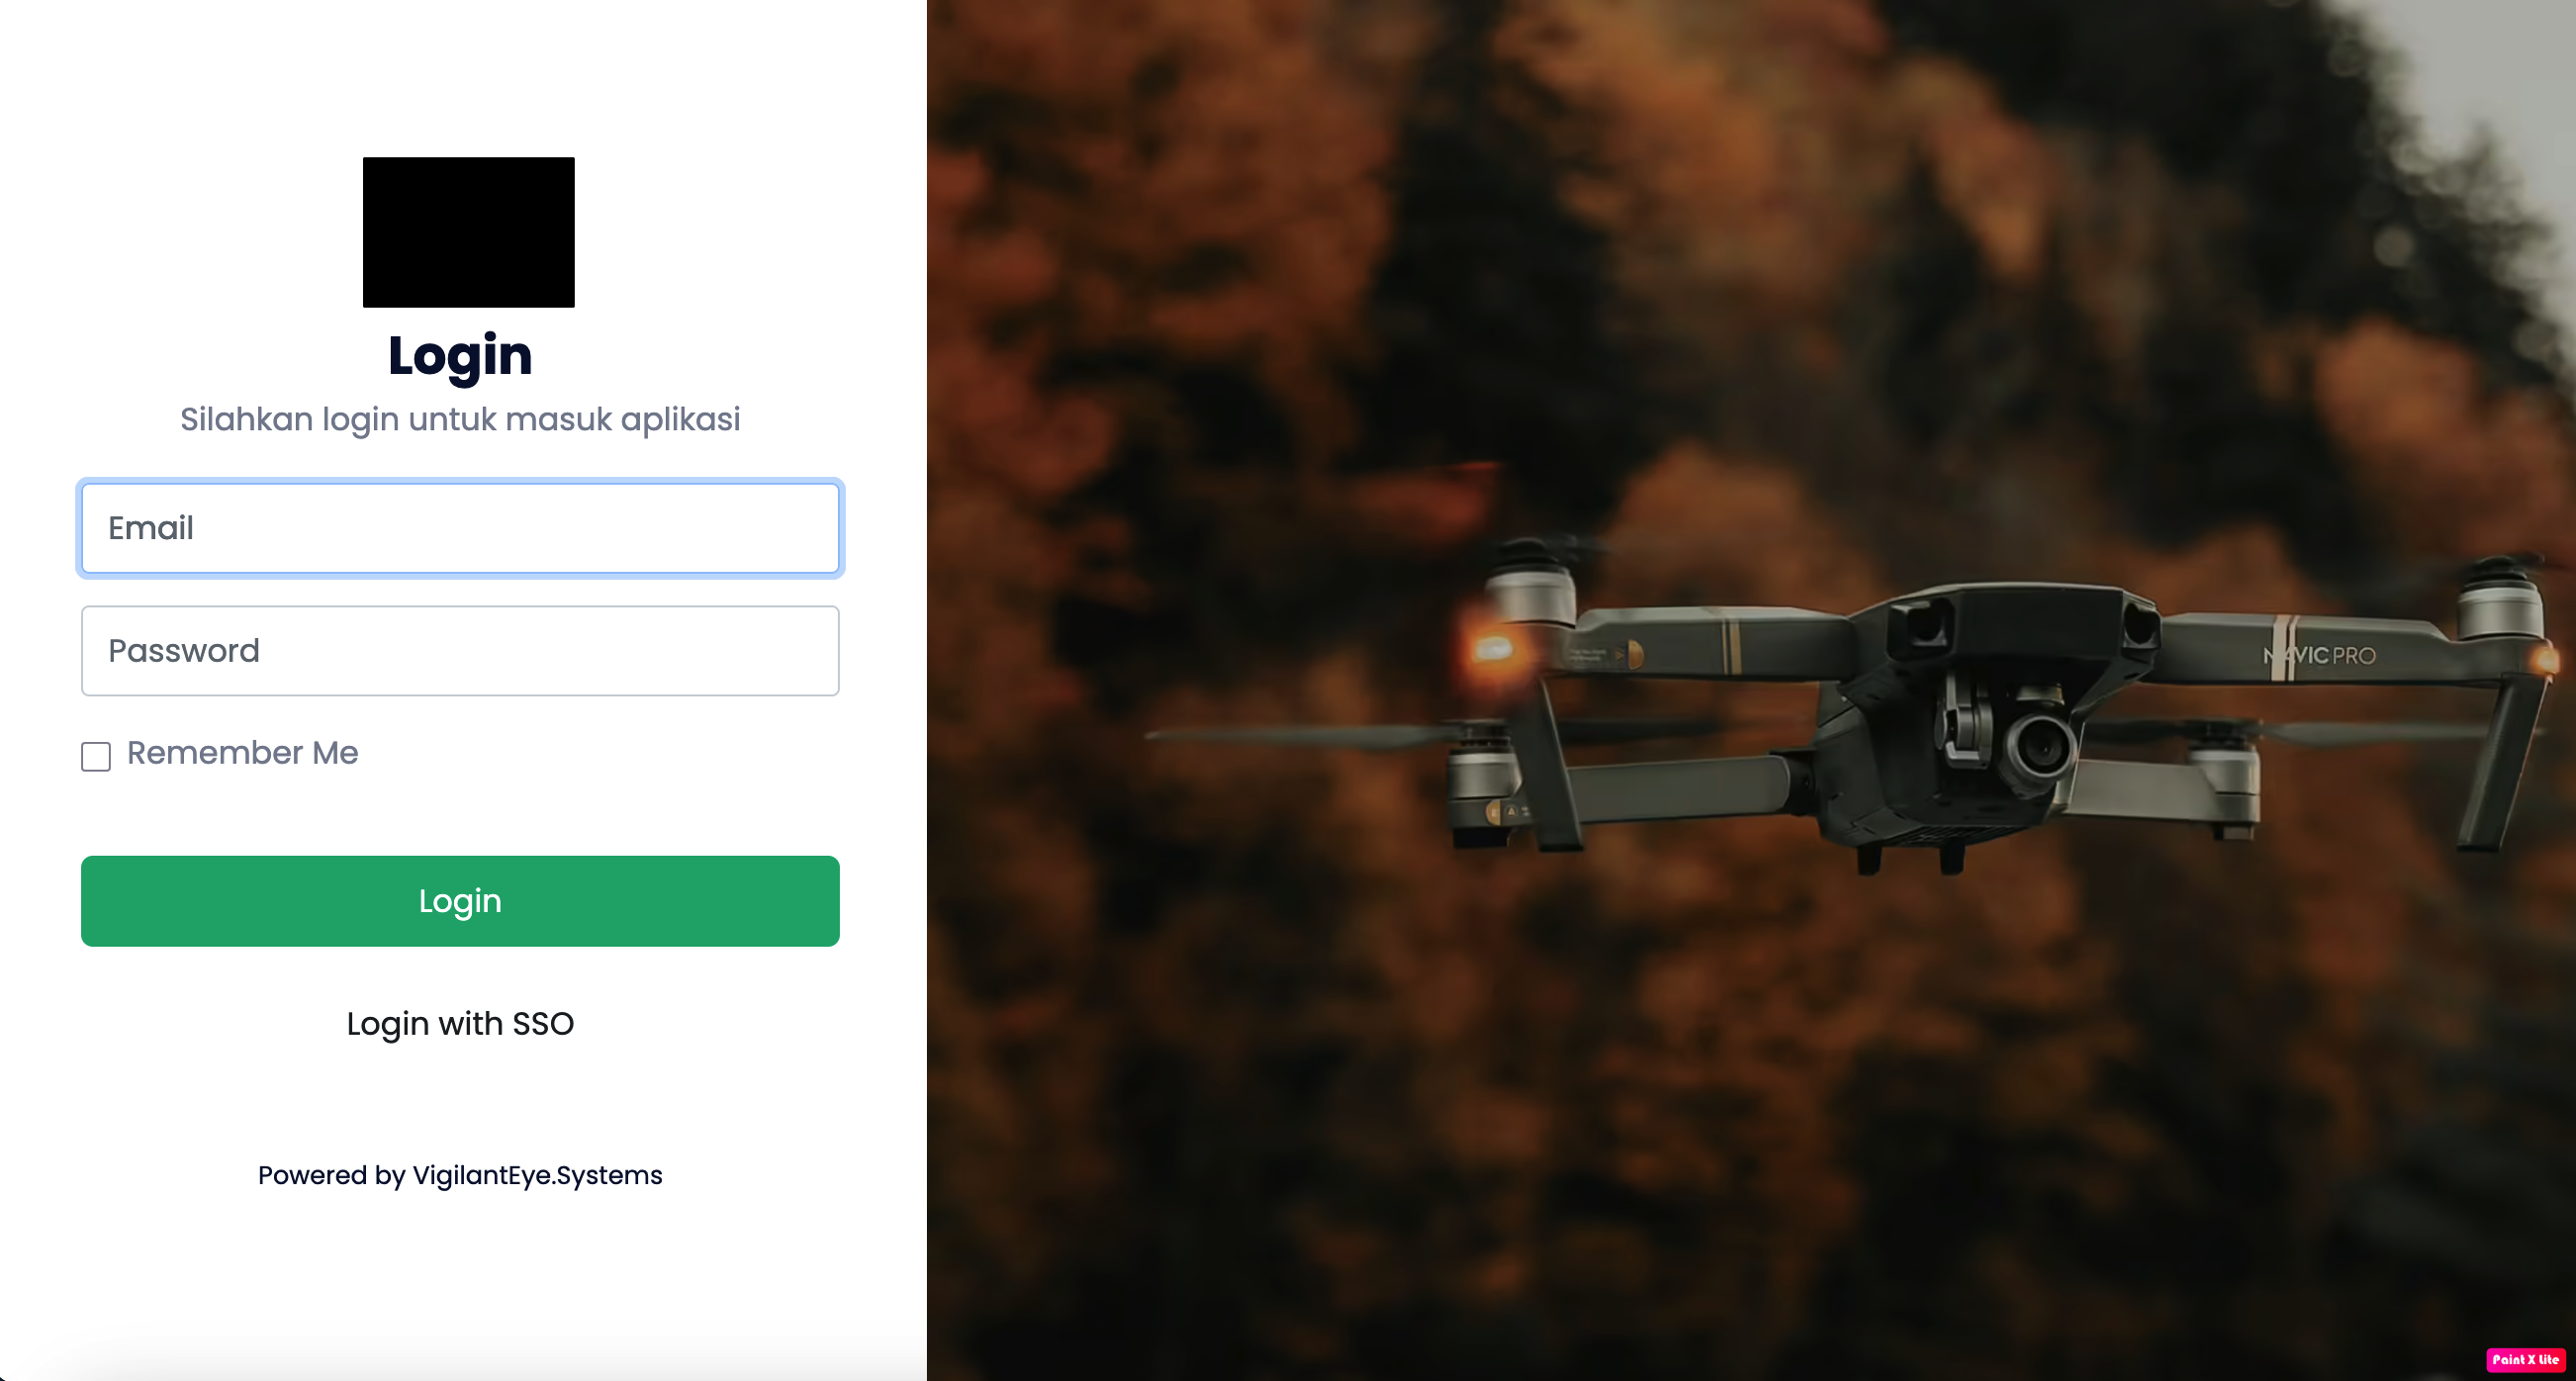 Login
Silahkan login untuk masuk aplikasi
Email
Password
Remember Me
Login
Login with SSO
Powered by VigilantEye.Systems
MAVIC PRO
Paint X Lite